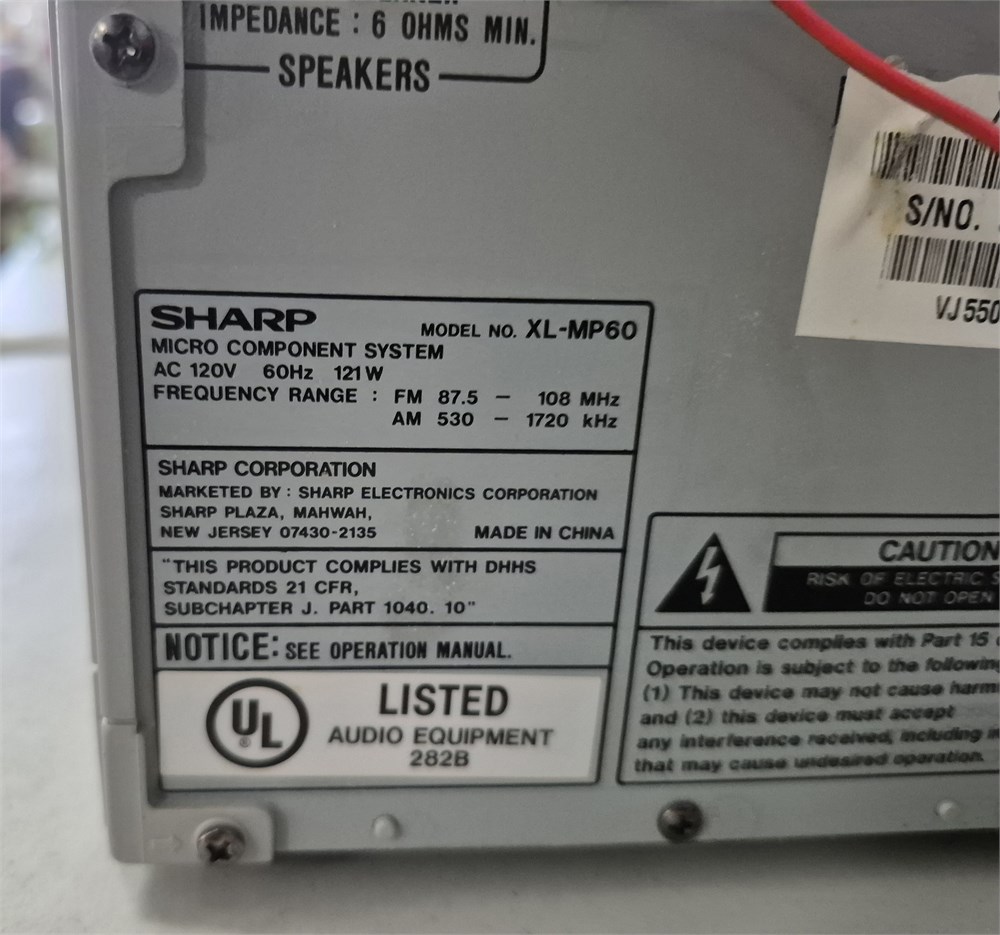 IMPEDANCE : 6 OHMS MIN.
SPEAKERS
S/NO.
VJ550
SHARP MODEL NO. XL-MP60
MICRO COMPONENT SYSTEM
AC 120V 60Hz 121W
FREQUENCY RANGE : FM 87.5 – 108 MHz
AM 530 – 1720 kHz
SHARP CORPORATION
MARKETED BY : SHARP ELECTRONICS CORPORATION
SHARP PLAZA, MAHWAH,
NEW JERSEY 07430-2135 MADE IN CHINA
"THIS PRODUCT COMPLIES WITH DHHS
STANDARDS 21 CFR,
SUBCHAPTER J. PART 1040. 10"
NOTICE: SEE OPERATION MANUAL.
UL ® LISTED
AUDIO EQUIPMENT
282B
CAUTION
RISK OF ELECTRIC
DO NOT OPEN
This device complies with Part 15
Operation is subject to the following
(1) This device may not cause harm
and (2) this device must accept
any interference received, including
that may cause undesired operation.